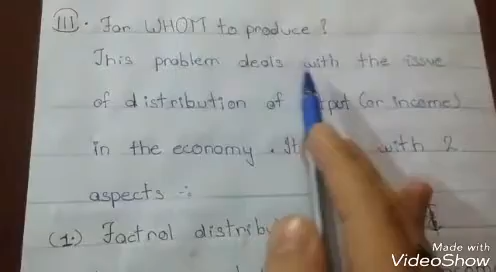 III. For WHOM to produce?
This problem deals with the issue
of distribution of (or income)
in the economy. with 2
aspects :-
(1.) Factral
Made with
VideoShow